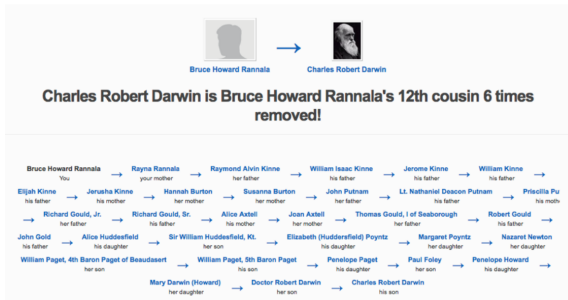 Bruce Howard Rannala → Charles Robert Darwin
Charles Robert Darwin is Bruce Howard Rannala's 12th cousin 6 times
removed!
Bruce Howard Rannala → Rayna Rannala → Raymond Alvin Kinne → William Isaac Kinne → Jerome Kinne → William Kinne →
You your mother her father his father his father his father
Elijah Kinne → Jerusha Kinne → Hannah Burton → Susanna Burton → John Putnam → Lt. Nathaniel Deacon Putnam → Priscilla Pu
his father his mother her mother her mother her father his father his moth
→ Richard Gould, Jr. → Richard Gould, Sr. → Alice Axtell → Joan Axtell → Thomas Gould, I of Seaborough → Robert Gould →
her father his father his mother her mother her father his father
John Gold → Alice Huddesfield → Sir William Huddesfield, Kt. → Elizabeth (Huddersfield) Poyntz → Margaret Poyntz → Nazaret Newton
his father his daughter her son his daughter her daughter her daughter
William Paget, 4th Baron Paget of Beaudasert → William Paget, 5th Baron Paget → Penelope Paget → Paul Foley → Penelope Howard →
her son his son his daughter her son his daughter
Mary Darwin (Howard) → Doctor Robert Darwin → Charles Robert Darwin
her daughter her son his son